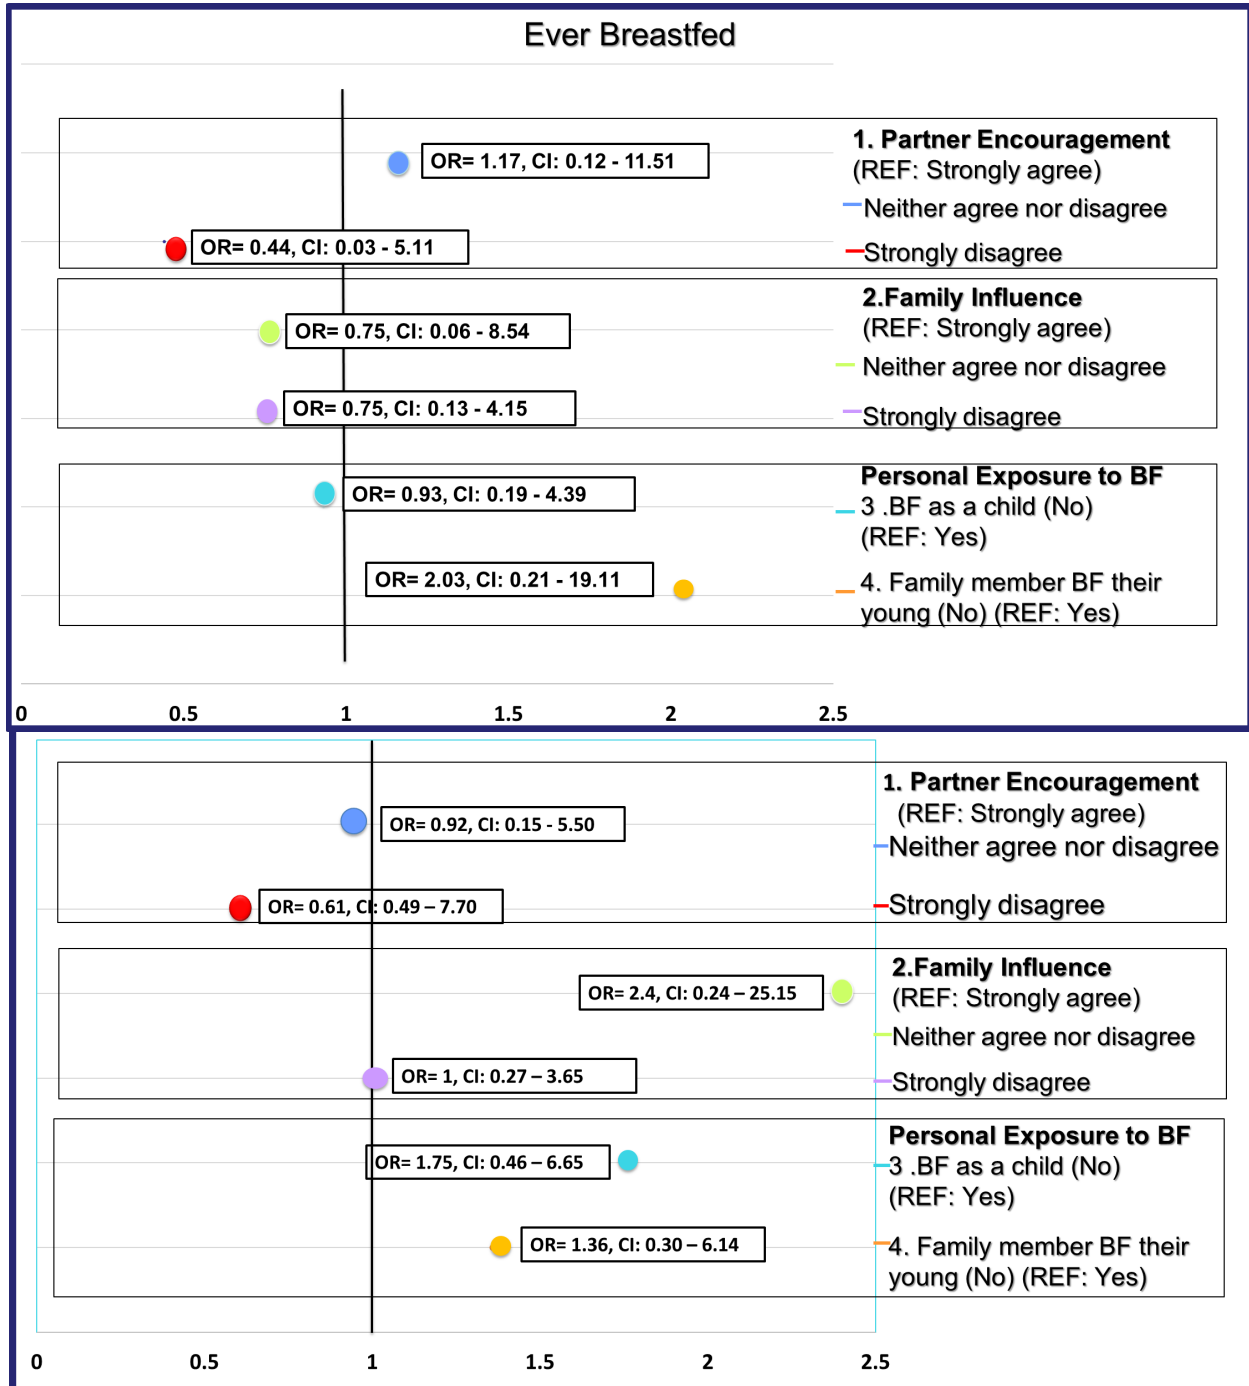 Ever Breastfed
1. Partner Encouragement
(REF: Strongly agree)
OR= 1.17, CI: 0.12 - 11.51
Neither agree nor disagree
OR= 0.44, CI: 0.03 - 5.11
Strongly disagree
2.Family Influence
(REF: Strongly agree)
OR= 0.75, CI: 0.06 - 8.54
Neither agree nor disagree
OR= 0.75, CI: 0.13 - 4.15
Strongly disagree
Personal Exposure to BF
OR= 0.93, CI: 0.19 - 4.39
3 .BF as a child (No)
(REF: Yes)
OR= 2.03, CI: 0.21 - 19.11
4. Family member BF their
young (No) (REF: Yes)
0 0.5 1 1.5 2 2.5
1. Partner Encouragement
(REF: Strongly agree)
OR= 0.92, CI: 0.15 - 5.50
Neither agree nor disagree
OR= 0.61, CI: 0.49 – 7.70
Strongly disagree
2.Family Influence
(REF: Strongly agree)
OR= 2.4, CI: 0.24 – 25.15
Neither agree nor disagree
OR= 1, CI: 0.27 – 3.65
Strongly disagree
Personal Exposure to BF
OR= 1.75, CI: 0.46 – 6.65
3 .BF as a child (No)
(REF: Yes)
OR= 1.36, CI: 0.30 – 6.14
4. Family member BF their
young (No) (REF: Yes)
0 0.5 1 1.5 2 2.5